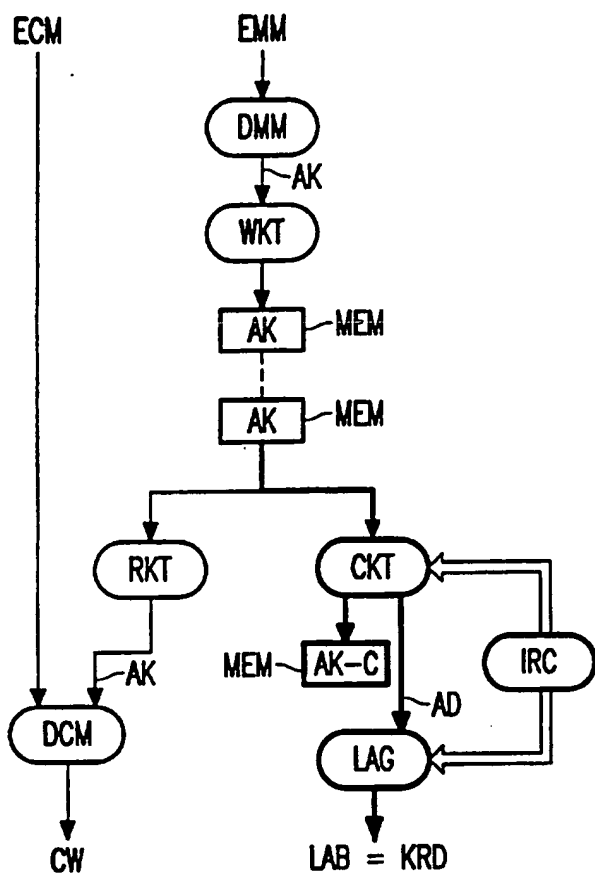 ECM
EMM
DMM
AK
WKT
AK
MEM
AK
MEM
RKT
CKT
MEM
AK-C
IRC
AK
AD
DCM
LAG
CW
LAB = KRD